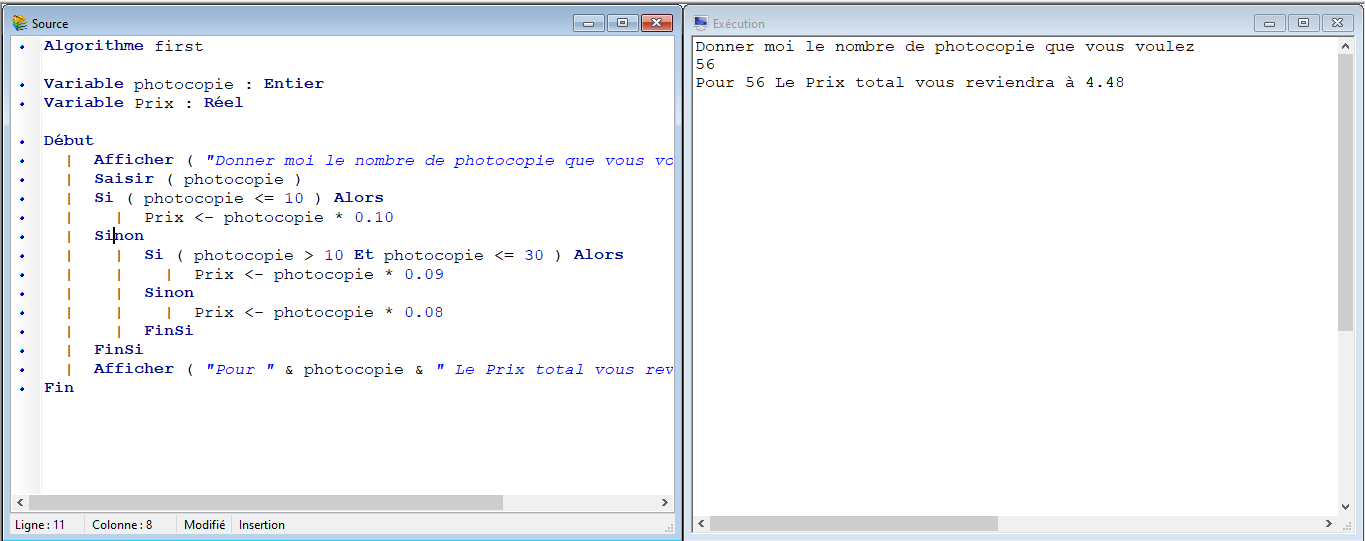 Source
Algorithme first
Variable photocopie : Entier
Variable Prix : Réel
Début
Afficher ( "Donner moi le nombre de photocopie que vous vo
Saisir ( photocopie )
Si ( photocopie <= 10 ) Alors
Prix <- photocopie * 0.10
Sinon
Si ( photocopie > 10 Et photocopie <= 30 ) Alors
Prix <- photocopie * 0.09
Sinon
Prix <- photocopie * 0.08
FinSi
FinSi
Afficher ( "Pour " & photocopie & " Le Prix total vous rev
Fin
Ligne : 11 Colonne : 8 Modifié Insertion
Exécution
Donner moi le nombre de photocopie que vous voulez
56
Pour 56 Le Prix total vous reviendra à 4.48